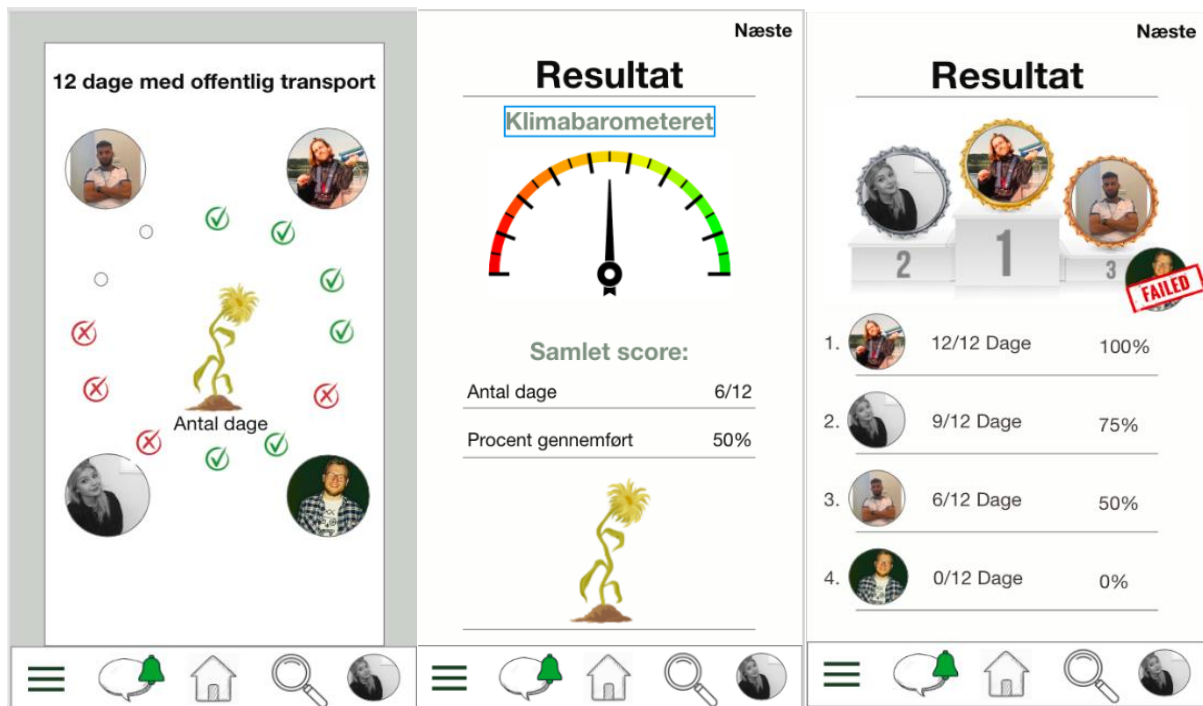 12 dage med offentlig transport
Antal dage
Næste
Resultat
Klimabarometeret
Samlet score:
Antal dage 6/12
Procent gennemført 50%
Næste
Resultat
2 1 3
FAILED
1. 12/12 Dage 100%
2. 9/12 Dage 75%
3. 6/12 Dage 50%
4. 0/12 Dage 0%